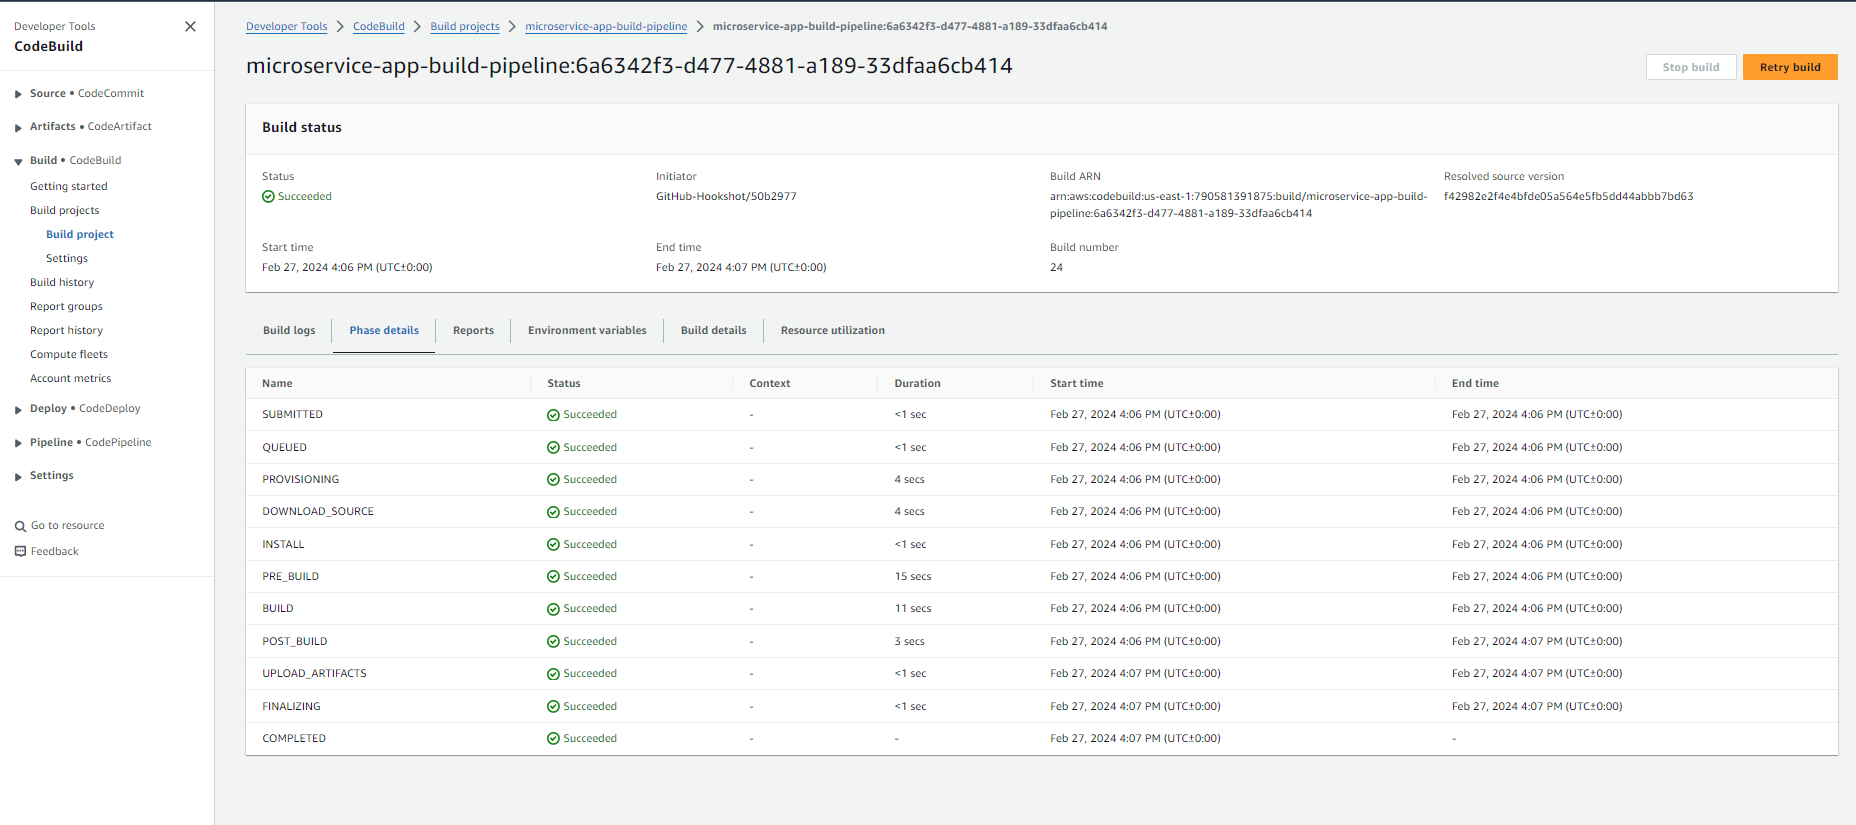 Developer Tools
CodeBuild
Source • CodeCommit
Artifacts • CodeArtifact
Build • CodeBuild
Getting started
Build projects
Build project
Settings
Build history
Report groups
Report history
Compute fleets
Account metrics
Deploy • CodeDeploy
Pipeline • CodePipeline
Settings
Go to resource
Feedback
Developer Tools > CodeBuild > Build projects > microservice-app-build-pipeline > microservice-app-build-pipeline:6a6342f3-d477-4881-a189-33dfaa6cb414
microservice-app-build-pipeline:6a6342f3-d477-4881-a189-33dfaa6cb414
Stop build Retry build
Build status
Status Initiator Build ARN Resolved source version
Succeeded GitHub-Hookshot/50b2977 arn:aws:codebuild:us-east-1:790581391875:build/microservice-app-build- f42982e2f4e4bfde05a564e5fb5dd44abbb7bd63
pipeline:6a6342f3-d477-4881-a189-33dfaa6cb414
Start time End time Build number
Feb 27, 2024 4:06 PM (UTC±0:00) Feb 27, 2024 4:07 PM (UTC±0:00) 24
Build logs Phase details Reports Environment variables Build details Resource utilization
Name Status Context Duration Start time End time
SUBMITTED Succeeded - <1 sec Feb 27, 2024 4:06 PM (UTC±0:00) Feb 27, 2024 4:06 PM (UTC±0:00)
QUEUED Succeeded - <1 sec Feb 27, 2024 4:06 PM (UTC±0:00) Feb 27, 2024 4:06 PM (UTC±0:00)
PROVISIONING Succeeded - 4 secs Feb 27, 2024 4:06 PM (UTC±0:00) Feb 27, 2024 4:06 PM (UTC±0:00)
DOWNLOAD_SOURCE Succeeded - 4 secs Feb 27, 2024 4:06 PM (UTC±0:00) Feb 27, 2024 4:06 PM (UTC±0:00)
INSTALL Succeeded - <1 sec Feb 27, 2024 4:06 PM (UTC±0:00) Feb 27, 2024 4:06 PM (UTC±0:00)
PRE_BUILD Succeeded - 15 secs Feb 27, 2024 4:06 PM (UTC±0:00) Feb 27, 2024 4:06 PM (UTC±0:00)
BUILD Succeeded - 11 secs Feb 27, 2024 4:06 PM (UTC±0:00) Feb 27, 2024 4:06 PM (UTC±0:00)
POST_BUILD Succeeded - 3 secs Feb 27, 2024 4:06 PM (UTC±0:00) Feb 27, 2024 4:07 PM (UTC±0:00)
UPLOAD_ARTIFACTS Succeeded - <1 sec Feb 27, 2024 4:07 PM (UTC±0:00) Feb 27, 2024 4:07 PM (UTC±0:00)
FINALIZING Succeeded - <1 sec Feb 27, 2024 4:07 PM (UTC±0:00) Feb 27, 2024 4:07 PM (UTC±0:00)
COMPLETED Succeeded - - Feb 27, 2024 4:07 PM (UTC±0:00) -